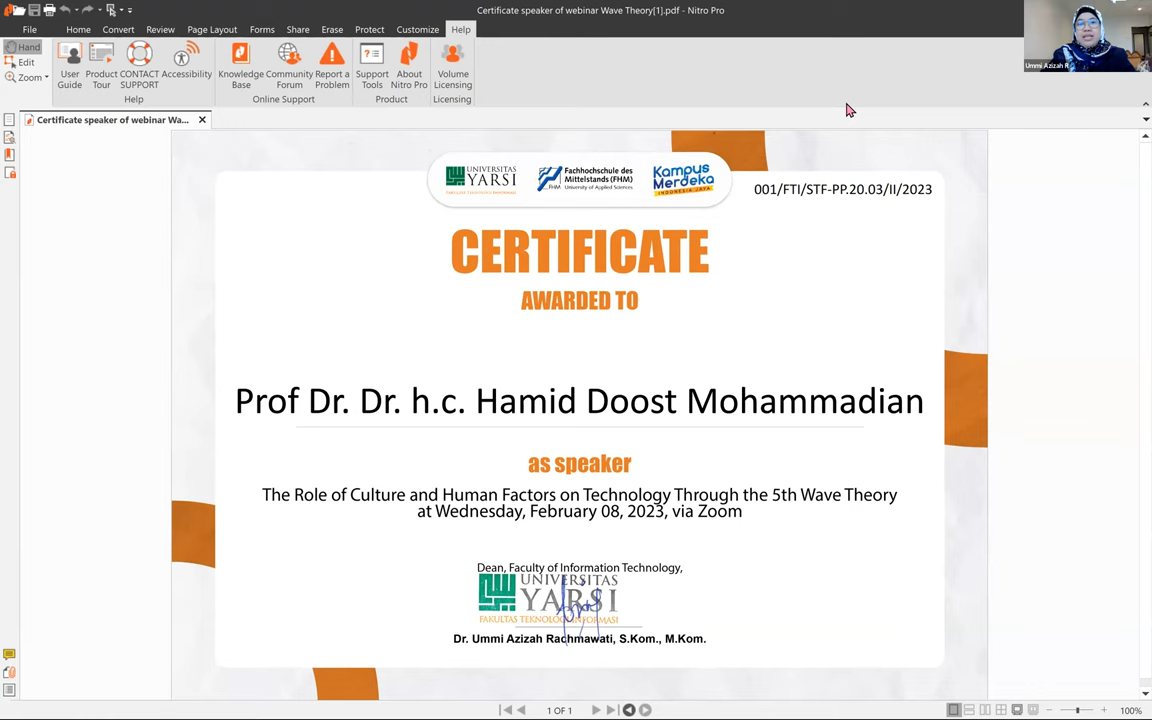 Certificate speaker of webinar Wave Theory[1].pdf - Nitro Pro
File Home Convert Review Page Layout Forms Share Erase Protect Customize Help
Hand
Edit
Zoom
User Guide
Product Tour
CONTACT SUPPORT
Accessibility
Knowledge Base
Community Forum
Report a Problem
Support Tools
About Nitro Pro
Volume Licensing
Help
Online Support
Product
Licensing
Ummi Azizah R
Certificate speaker of webinar Wa...
UNIVERSITAS
YARSI
FAKULTAS TEKNOLOGI INFORMASI
FHM
Fachhochschule des
Mittelstands (FHM)
University of Applied Sciences
Kampus
Merdeka
INDONESIA JAYA
001/FTI/STF-PP.20.03/II/2023
CERTIFICATE
AWARDED TO
Prof Dr. Dr. h.c. Hamid Doost Mohammadian
as speaker
The Role of Culture and Human Factors on Technology Through the 5th Wave Theory
at Wednesday, February 08, 2023, via Zoom
Dean, Faculty of Information Technology,
UNIVERSITAS
YARSI
FAKULTAS TEKNOLOGI INFORMASI
Dr. Ummi Azizah Rachmawati, S.Kom., M.Kom.
1 OF 1
100%